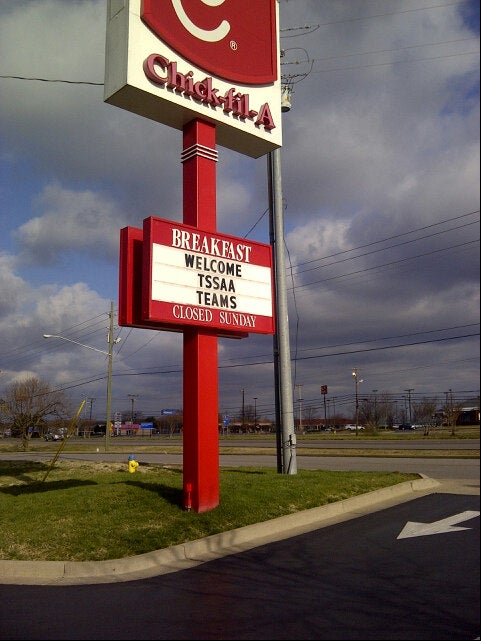 Chick-fil-A
BREAKFAST
WELCOME
TSSAA
TEAMS
CLOSED SUNDAY